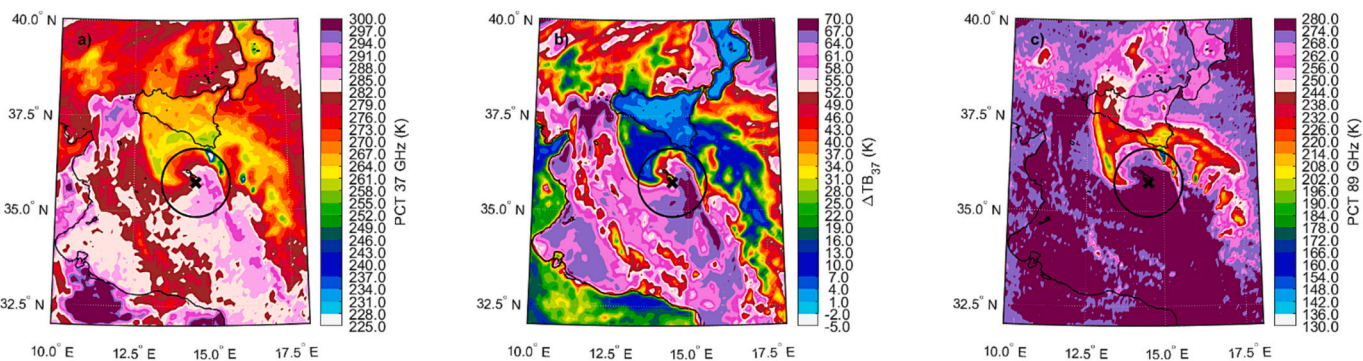 a)
40.0° N
37.5° N
35.0° N
32.5° N
10.0° E
12.5° E
15.0° E
17.5° E
300.0
297.0
294.0
291.0
288.0
285.0
282.0
279.0
276.0
273.0
270.0
267.0
264.0
261.0
258.0
255.0
252.0
249.0
246.0
243.0
240.0
237.0
234.0
231.0
228.0
225.0
PCT 37 GHz (K)
b)
40.0° N
37.5° N
35.0° N
32.5° N
10.0° E
12.5° E
15.0° E
17.5° E
70.0
67.0
64.0
61.0
58.0
55.0
52.0
49.0
46.0
43.0
40.0
37.0
34.0
31.0
28.0
25.0
22.0
19.0
16.0
13.0
10.0
7.0
4.0
1.0
-2.0
-5.0
Δ TB37 (K)
c)
40.0° N
37.5° N
35.0° N
32.5° N
10.0° E
12.5° E
15.0° E
17.5° E
280.0
274.0
268.0
262.0
256.0
250.0
244.0
238.0
232.0
226.0
220.0
214.0
208.0
202.0
196.0
190.0
184.0
178.0
172.0
166.0
160.0
154.0
148.0
142.0
136.0
130.0
PCT 89 GHz (K)